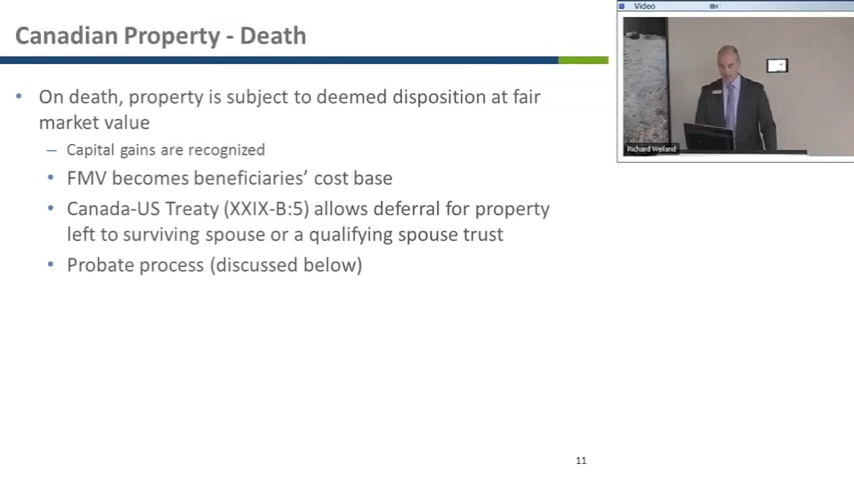 Canadian Property - Death
Video
• On death, property is subject to deemed disposition at fair
market value
– Capital gains are recognized
• FMV becomes beneficiaries' cost base
• Canada-US Treaty (XXIX-B:5) allows deferral for property
left to surviving spouse or a qualifying spouse trust
• Probate process (discussed below)
Richard Weiland
11